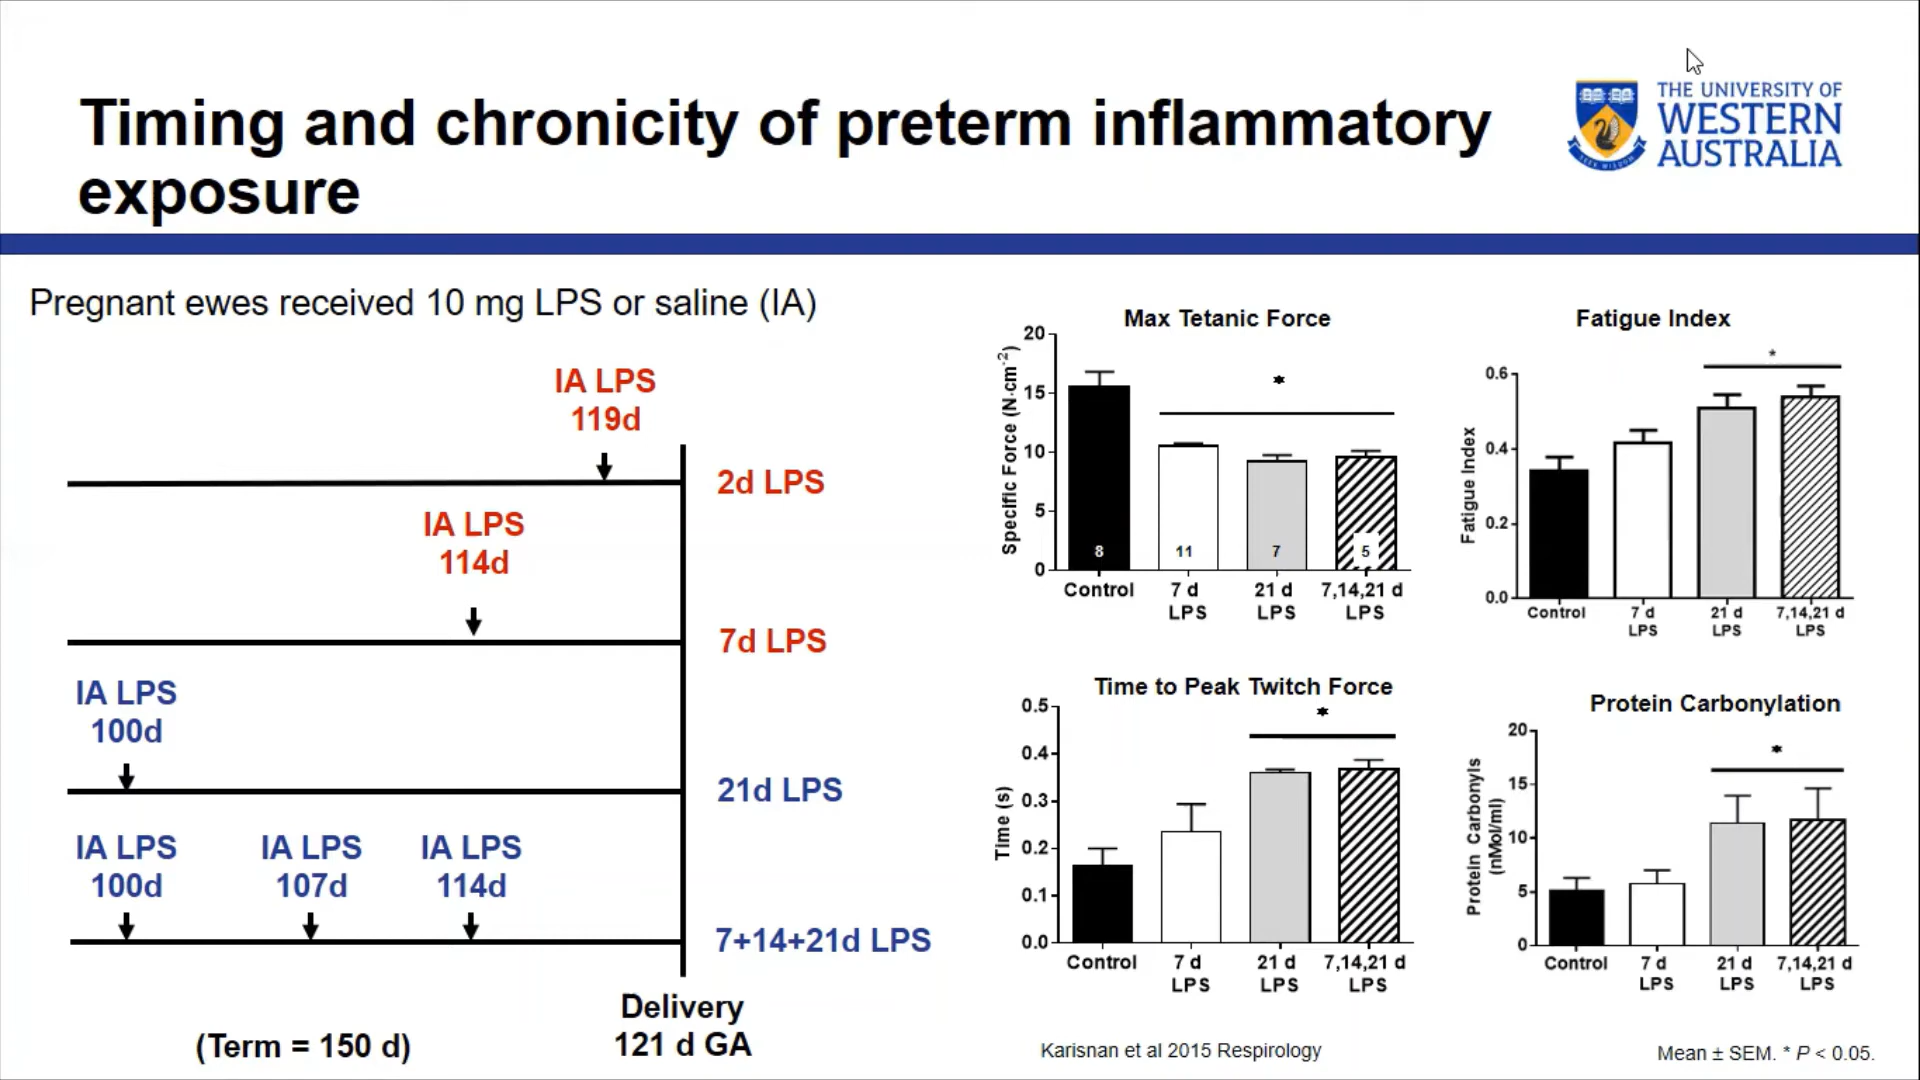 Timing and chronicity of preterm inflammatory
exposure
THE UNIVERSITY OF
WESTERN
AUSTRALIA
SEEK WISDOM
Pregnant ewes received 10 mg LPS or saline (IA)
IA LPS
119d
2d LPS
IA LPS
114d
7d LPS
IA LPS
100d
21d LPS
IA LPS IA LPS IA LPS
100d 107d 114d
7+14+21d LPS
Delivery
121 d GA
(Term = 150 d)
Max Tetanic Force
Specific Force (N·cm⁻²)
20
15
10
5
0
*
8 11 7 5
Control 7 d 21 d 7,14,21 d
LPS LPS LPS
Fatigue Index
Fatigue Index
0.6
0.4
0.2
0.0
*
Control 7 d 21 d 7,14,21 d
LPS LPS LPS
Time to Peak Twitch Force
Time (s)
0.5
0.4
0.3
0.2
0.1
0.0
*
Control 7 d 21 d 7,14,21 d
LPS LPS LPS
Protein Carbonylation
Protein Carbonyls
(nMol/ml)
20
15
10
5
0
*
Control 7 d 21 d 7,14,21 d
LPS LPS LPS
Karisnan et al 2015 Respirology
Mean ± SEM. * P < 0.05.